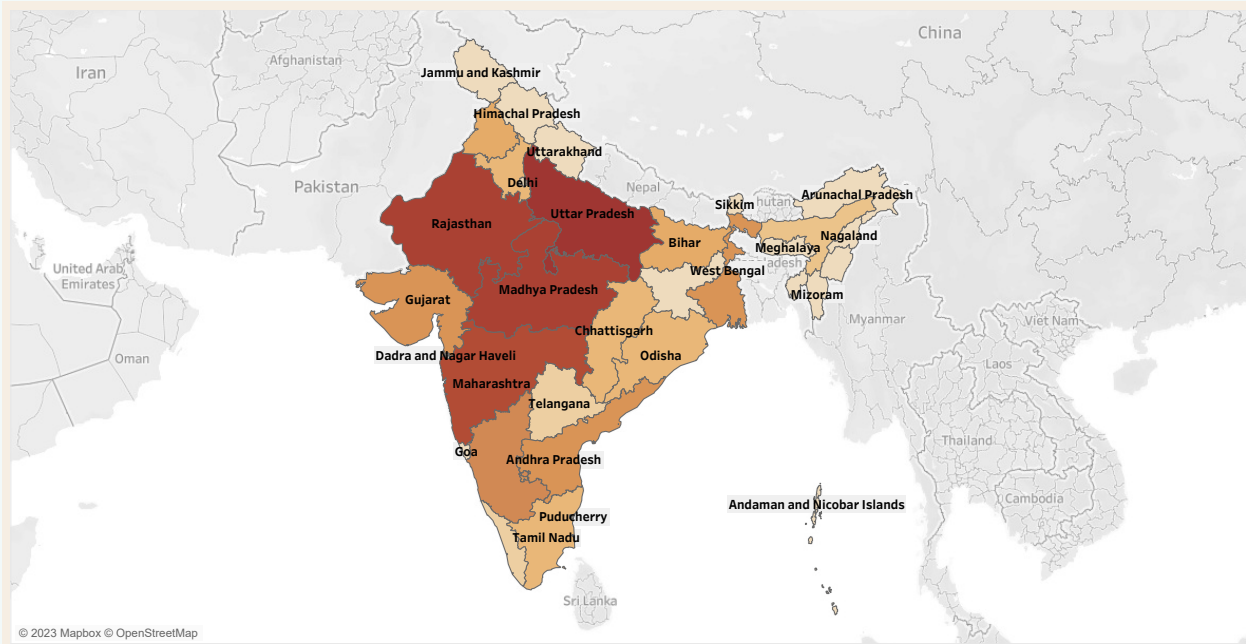 China
Iran
Afghanistan
Jammu and Kashmir
Himachal Pradesh
Uttarakhand
Pakistan
Delhi
Nepal
Arunachal Pradesh
Sikkim
hutan
Rajasthan
Uttar Pradesh
Bihar
Nagaland
Meghalaya
adesh
United Arab
Emirates
West Bengal
Madhya Pradesh
Mizoram
Gujarat
Myanmar
Viet Nam
Chhattisgarh
Oman
Dadra and Nagar Haveli
Odisha
Laos
Maharashtra
Telangana
Thailand
Goa
Andhra Pradesh
Cambodia
Andaman and Nicobar Islands
Puducherry
Tamil Nadu
Sri Lanka
© 2023 Mapbox © OpenStreetMap